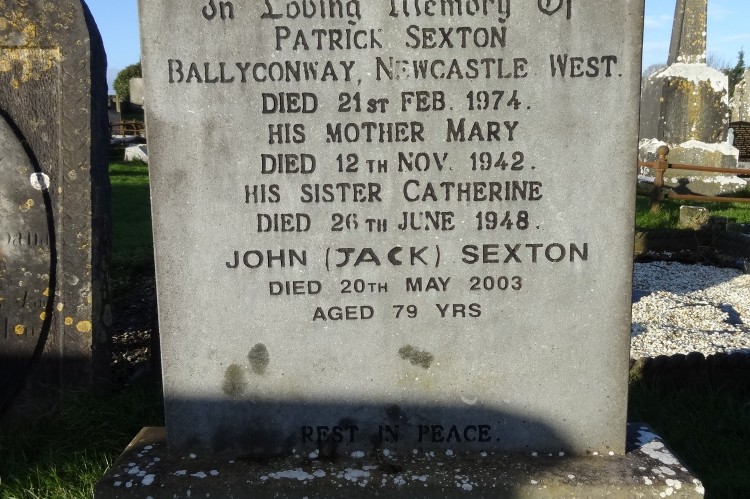 In Loving Memory Of
PATRICK SEXTON
BALLYCONWAY, NEWCASTLE WEST.
DIED 21ST FEB. 1974.
HIS MOTHER MARY
DIED 12TH NOV. 1942.
HIS SISTER CATHERINE
DIED 26TH JUNE 1948.
JOHN (JACK) SEXTON
DIED 20TH MAY 2003
AGED 79 YRS
REST IN PEACE.